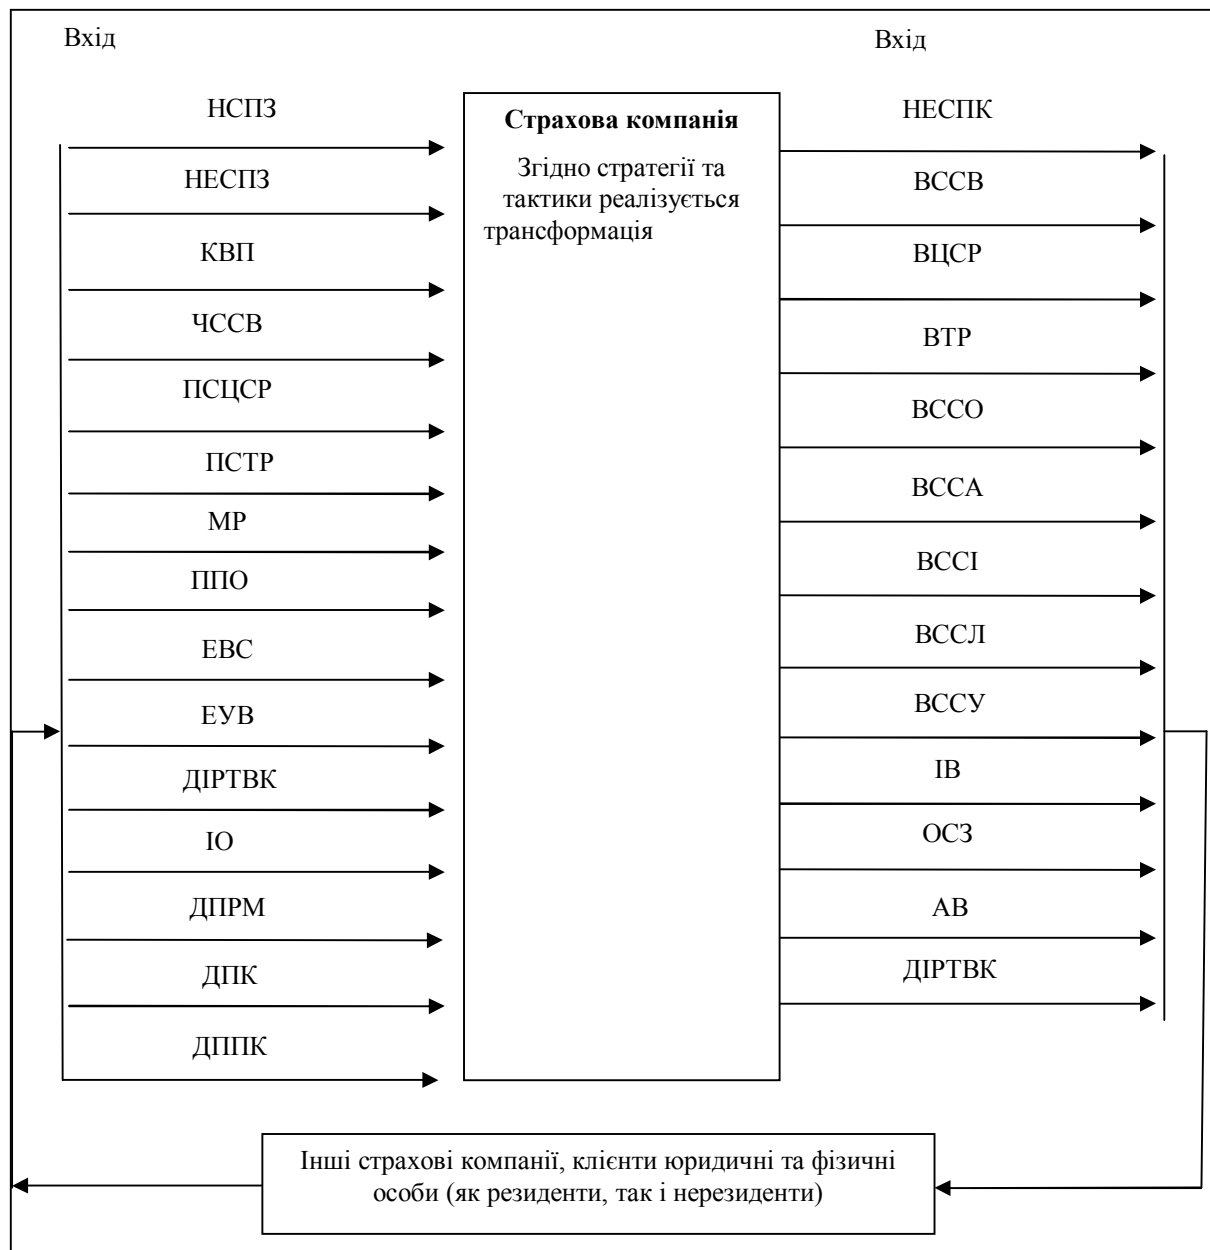 Вхід
Вхід
НСПЗ
НЕСПЗ
КВП
ЧССВ
ПСЦСР
ПСТР
МР
ППО
ЕВС
ЕУВ
ДІРТВК
ІО
ДПРМ
ДПК
ДППК
Страхова компанія
Згідно стратегії та
тактики реалізується
трансформація
НЕСПК
ВССВ
ВЦСР
ВТР
ВССО
ВССА
ВССІ
ВССЛ
ВССУ
ІВ
ОСЗ
АВ
ДІРТВК
Інші страхові компанії, клієнти юридичні та фізичні
особи (як резиденти, так і нерезиденти)